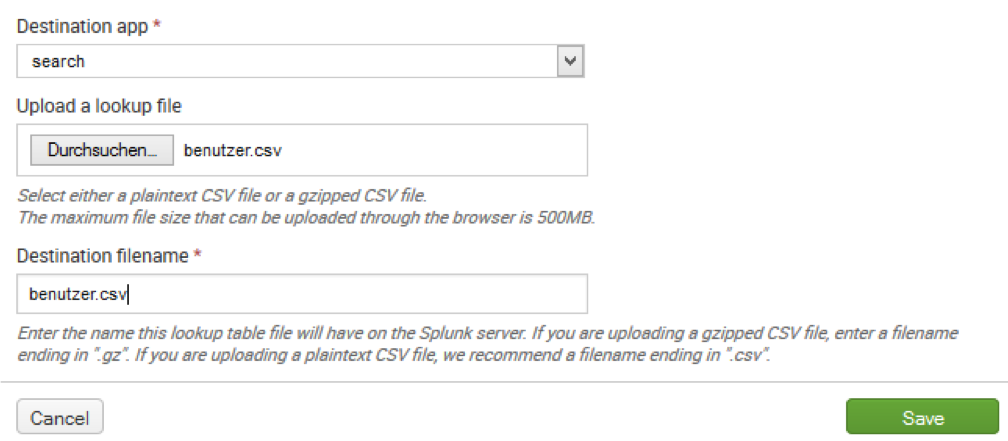 Destination app *
search
Upload a lookup file
Durchsuchen... benutzer.csv
Select either a plaintext CSV file or a gzipped CSV file.
The maximum file size that can be uploaded through the browser is 500MB.
Destination filename *
benutzer.csv
Enter the name this lookup table file will have on the Splunk server. If you are uploading a gzipped CSV file, enter a filename
ending in ".gz". If you are uploading a plaintext CSV file, we recommend a filename ending in ".csv".
Cancel Save